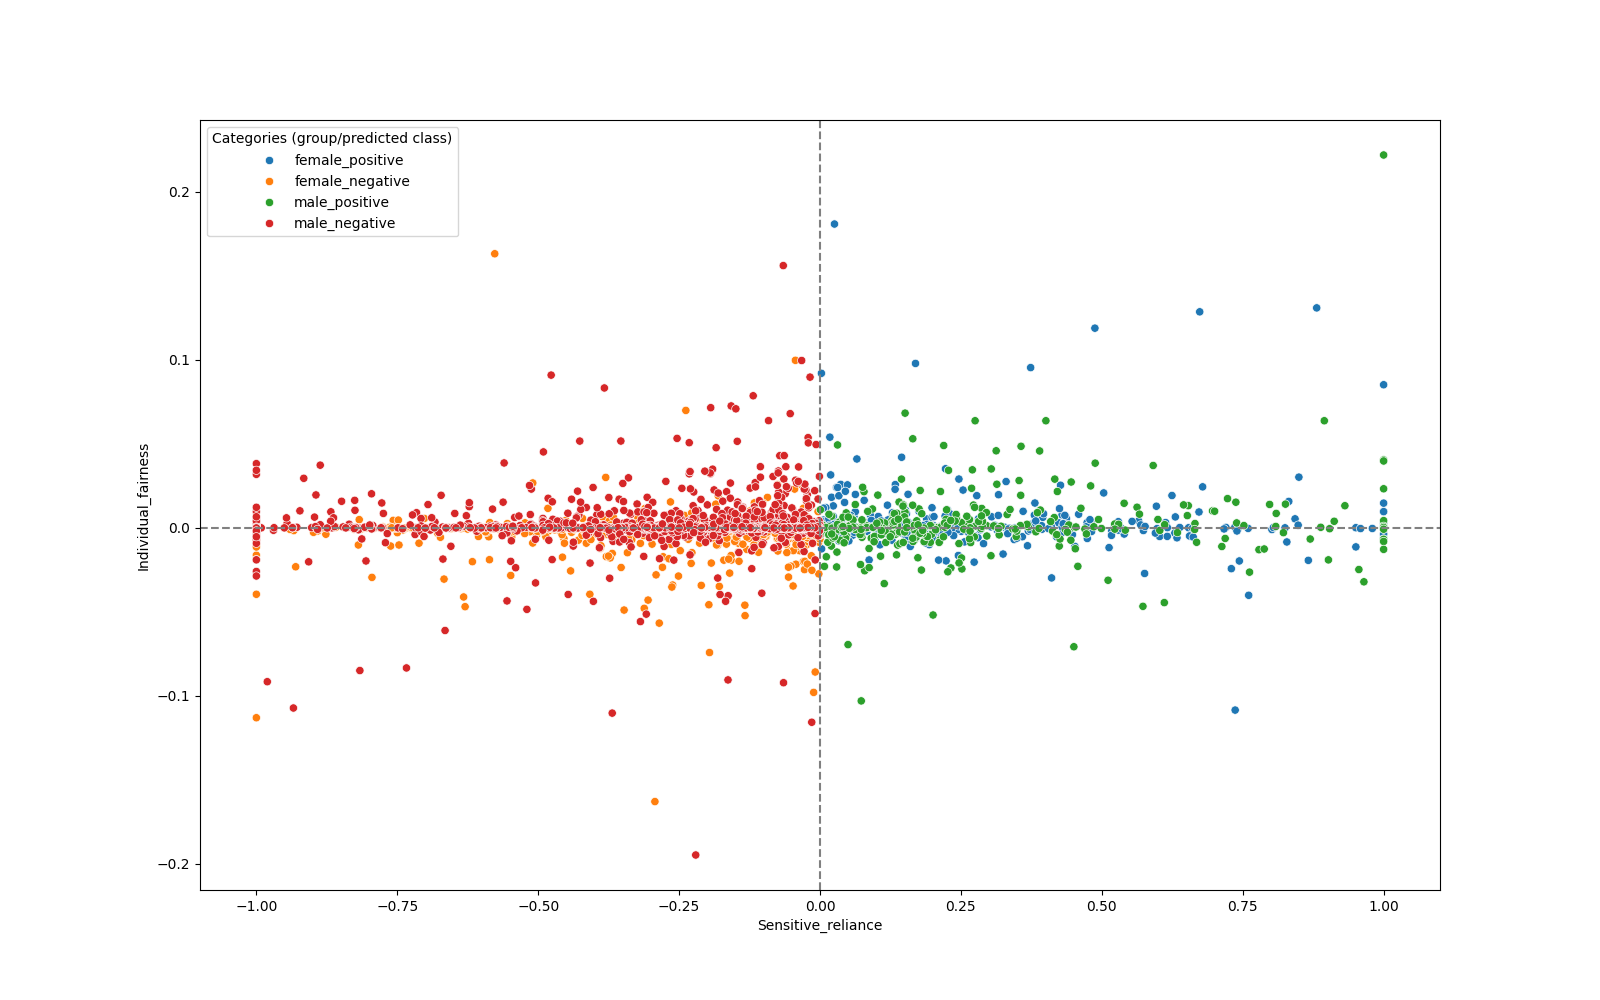 Categories (group/predicted class)
female_positive
female_negative
male_positive
male_negative
0.2
0.1
0.0
−0.1
−0.2
Individual_fairness
−1.00
−0.75
−0.50
−0.25
0.00
0.25
0.50
0.75
1.00
Sensitive_reliance